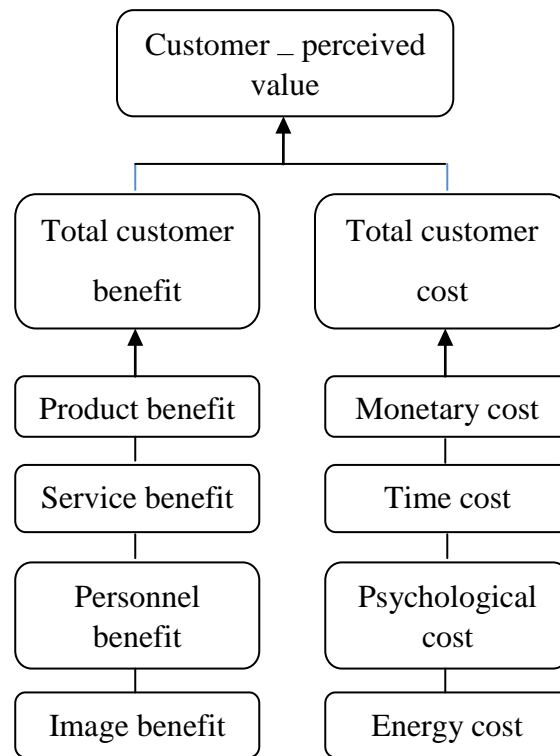 Customer _ perceived
value
Total customer
benefit
Total customer
cost
Product benefit
Monetary cost
Service benefit
Time cost
Personnel
benefit
Psychological
cost
Image benefit
Energy cost